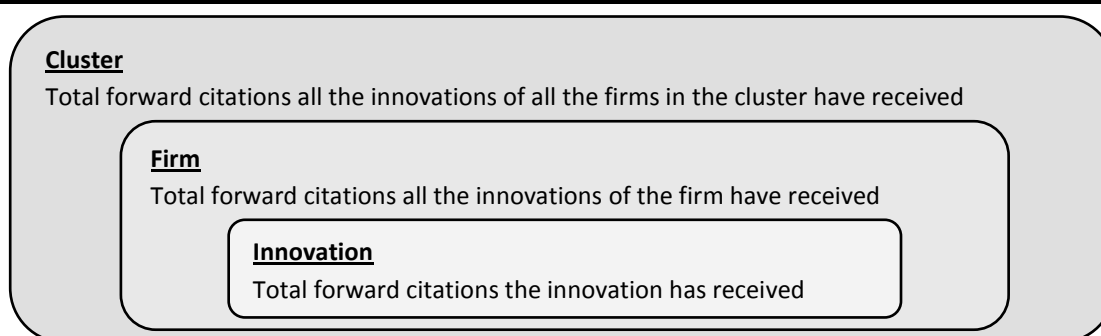 Cluster
Total forward citations all the innovations of all the firms in the cluster have received
Firm
Total forward citations all the innovations of the firm have received
Innovation
Total forward citations the innovation has received